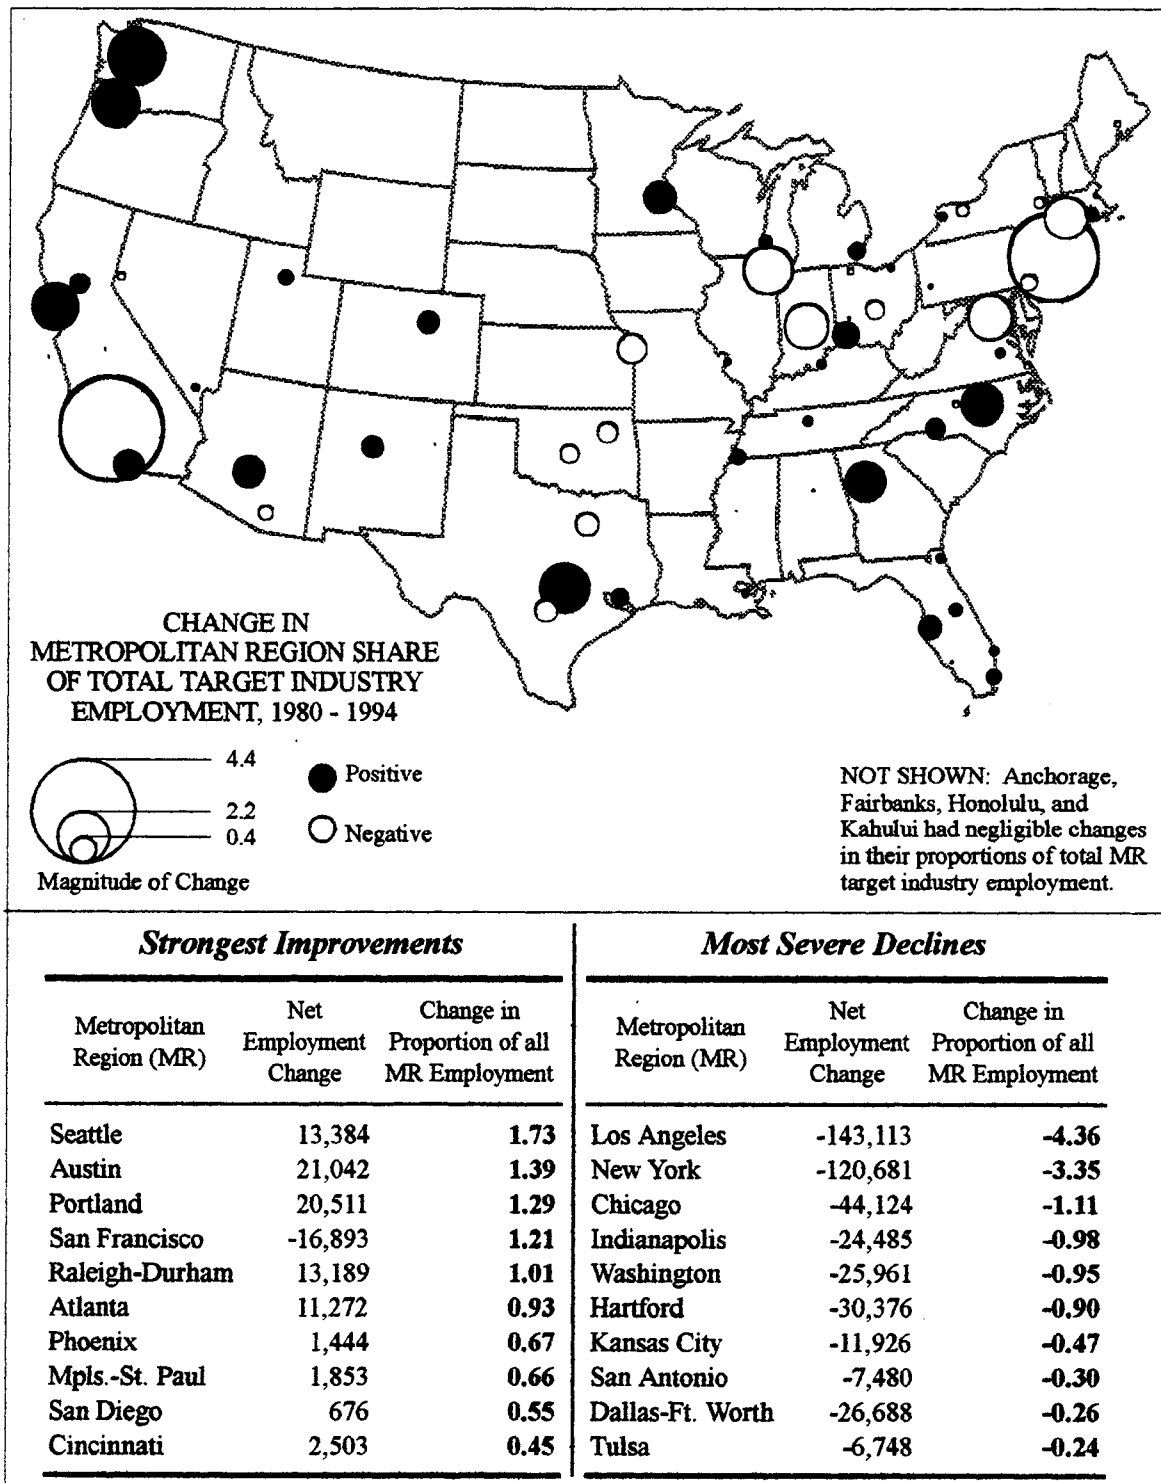 CHANGE IN
METROPOLITAN REGION SHARE
OF TOTAL TARGET INDUSTRY
EMPLOYMENT, 1980 - 1994
4.4
2.2
0.4
Magnitude of Change
Positive
Negative
NOT SHOWN: Anchorage,
Fairbanks, Honolulu, and
Kahului had negligible changes
in their proportions of total MR
target industry employment.
Strongest Improvements
Metropolitan Region (MR) Net Employment Change Change in Proportion of all MR Employment
Seattle 13,384 1.73
Austin 21,042 1.39
Portland 20,511 1.29
San Francisco -16,893 1.21
Raleigh-Durham 13,189 1.01
Atlanta 11,272 0.93
Phoenix 1,444 0.67
Mpls.-St. Paul 1,853 0.66
San Diego 676 0.55
Cincinnati 2,503 0.45
Most Severe Declines
Metropolitan Region (MR) Net Employment Change Change in Proportion of all MR Employment
Los Angeles -143,113 -4.36
New York -120,681 -3.35
Chicago -44,124 -1.11
Indianapolis -24,485 -0.98
Washington -25,961 -0.95
Hartford -30,376 -0.90
Kansas City -11,926 -0.47
San Antonio -7,480 -0.30
Dallas-Ft. Worth -26,688 -0.26
Tulsa -6,748 -0.24